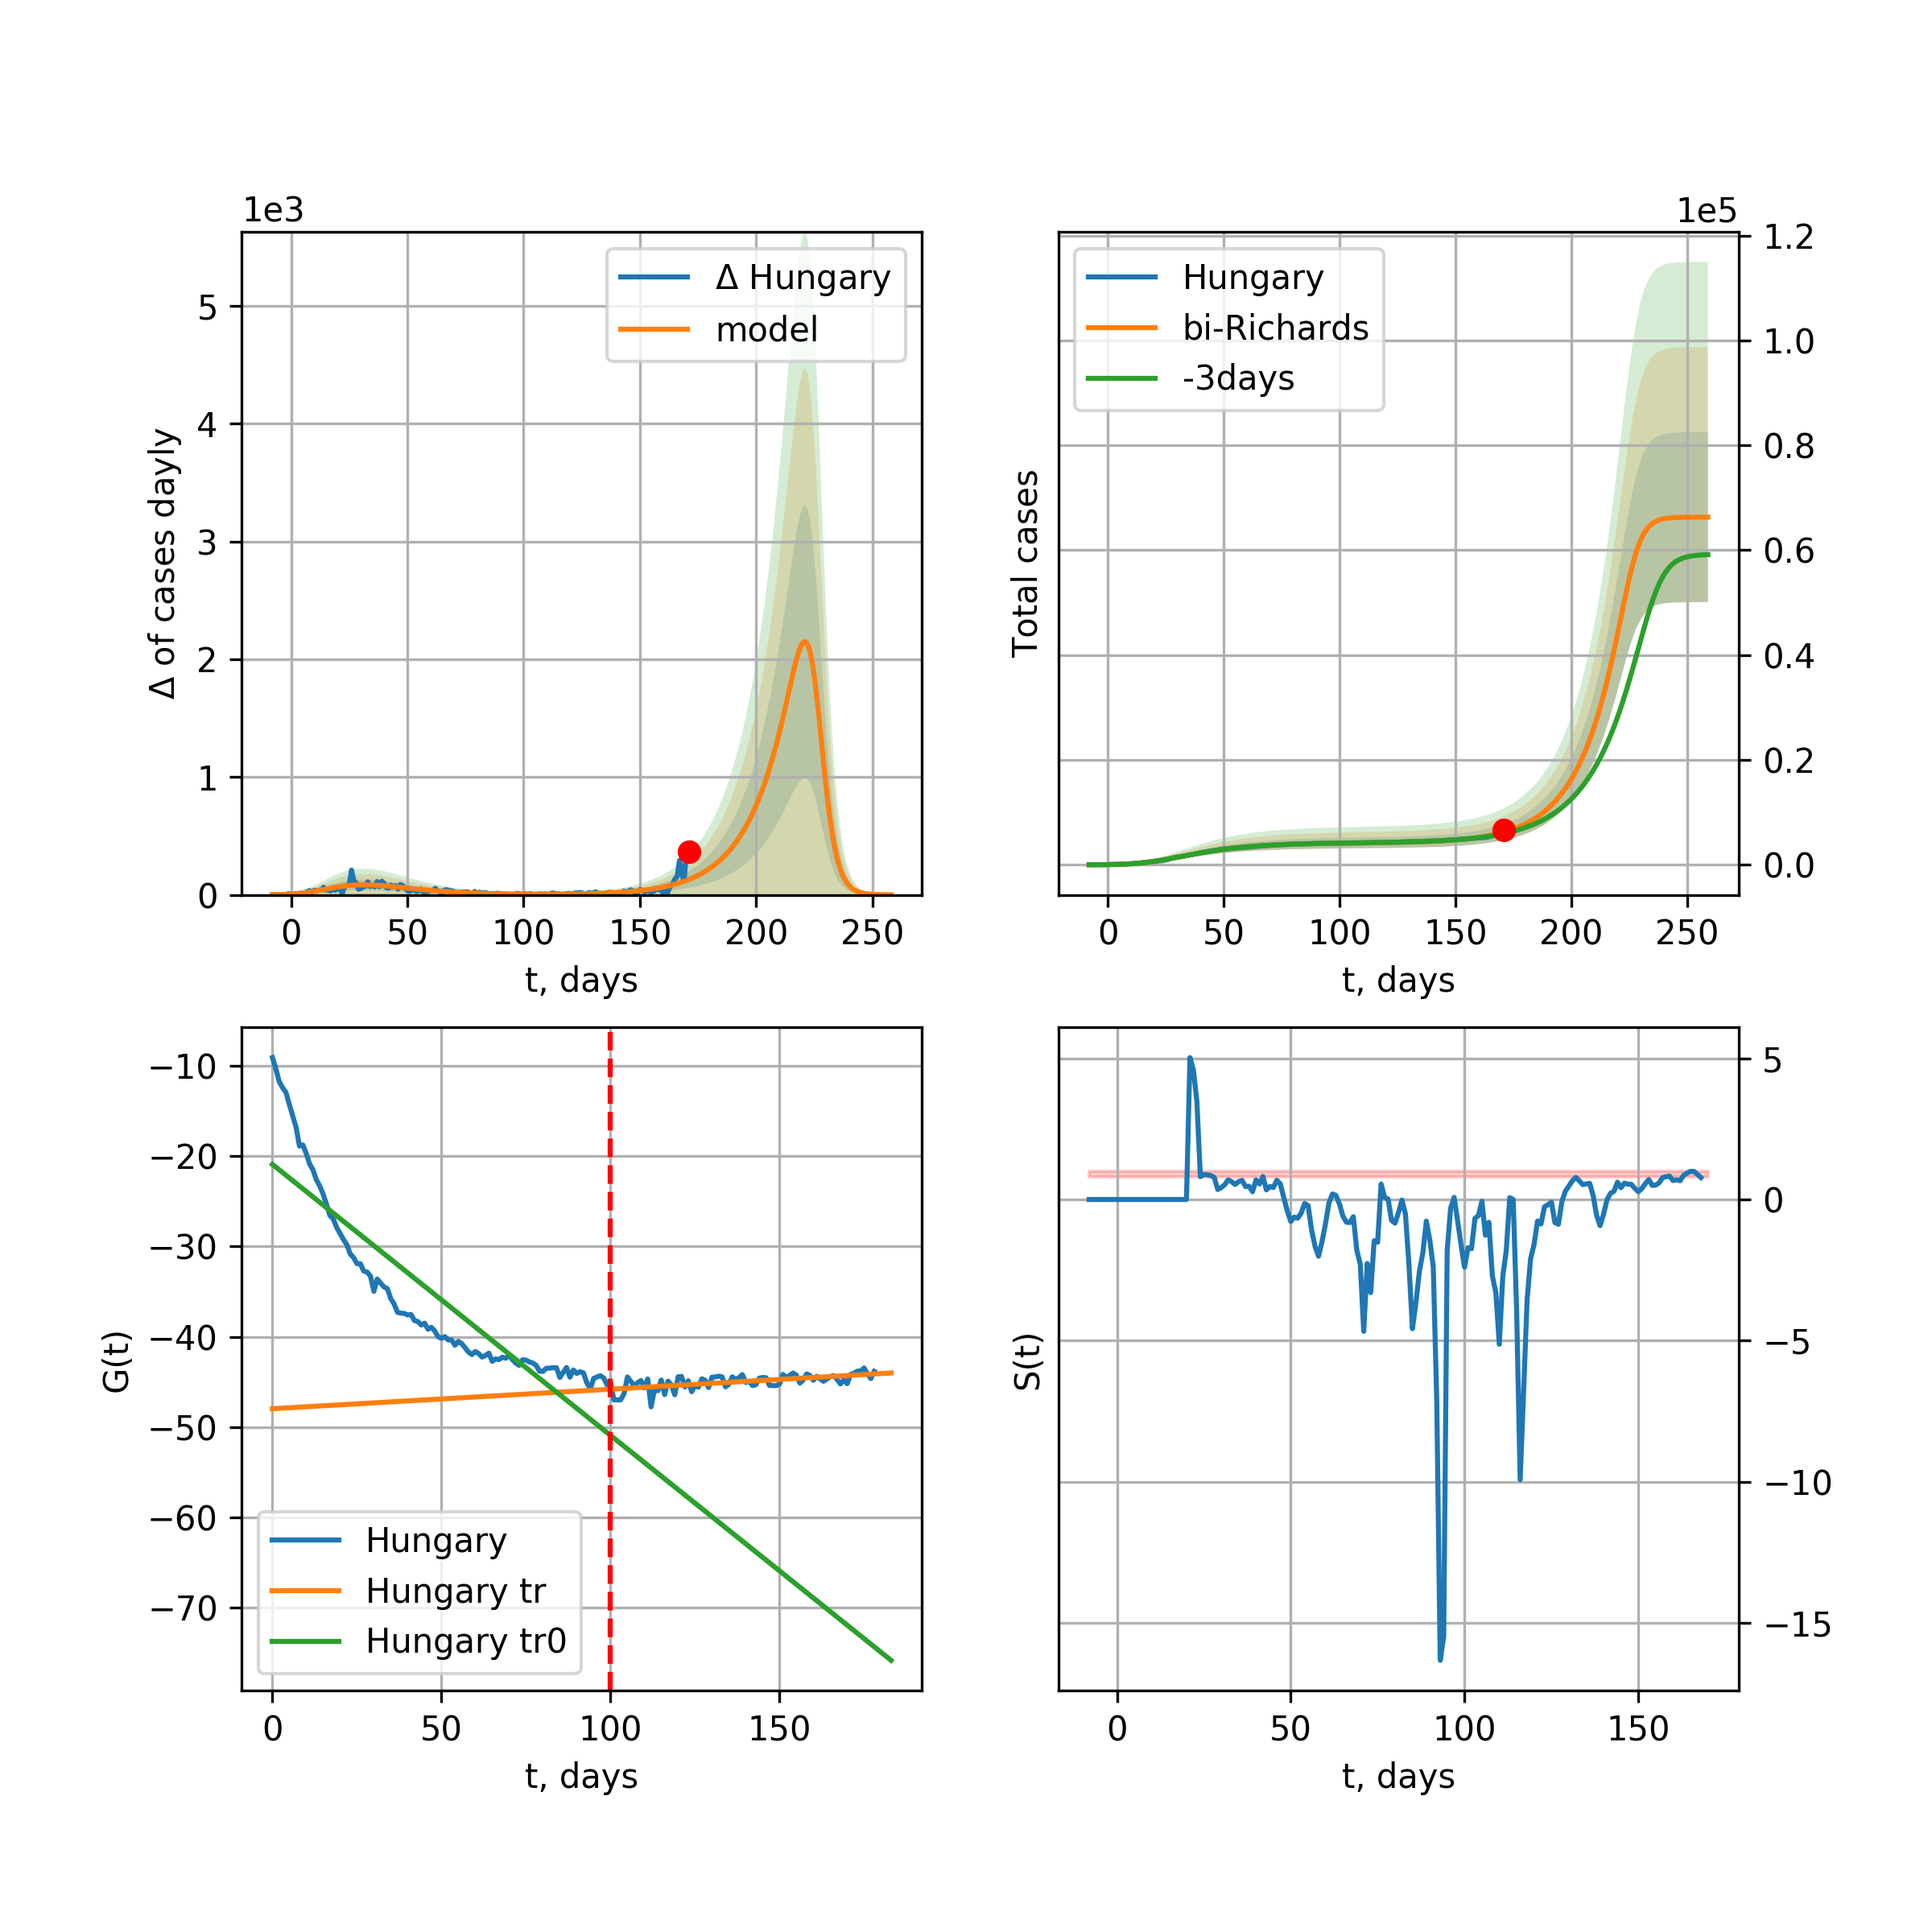 1e3
Δ of cases dayly
5
4
3
2
1
0
Δ Hungary
model
0 50 100 150 200 250
t, days
1e5
Total cases
Hungary
bi-Richards
-3days
1.2
1.0
0.8
0.6
0.4
0.2
0.0
0 50 100 150 200 250
t, days
G(t)
−10
−20
−30
−40
−50
−60
−70
Hungary
Hungary tr
Hungary tr0
0 50 100 150
t, days
S(t)
5
0
−5
−10
−15
0 50 100 150
t, days